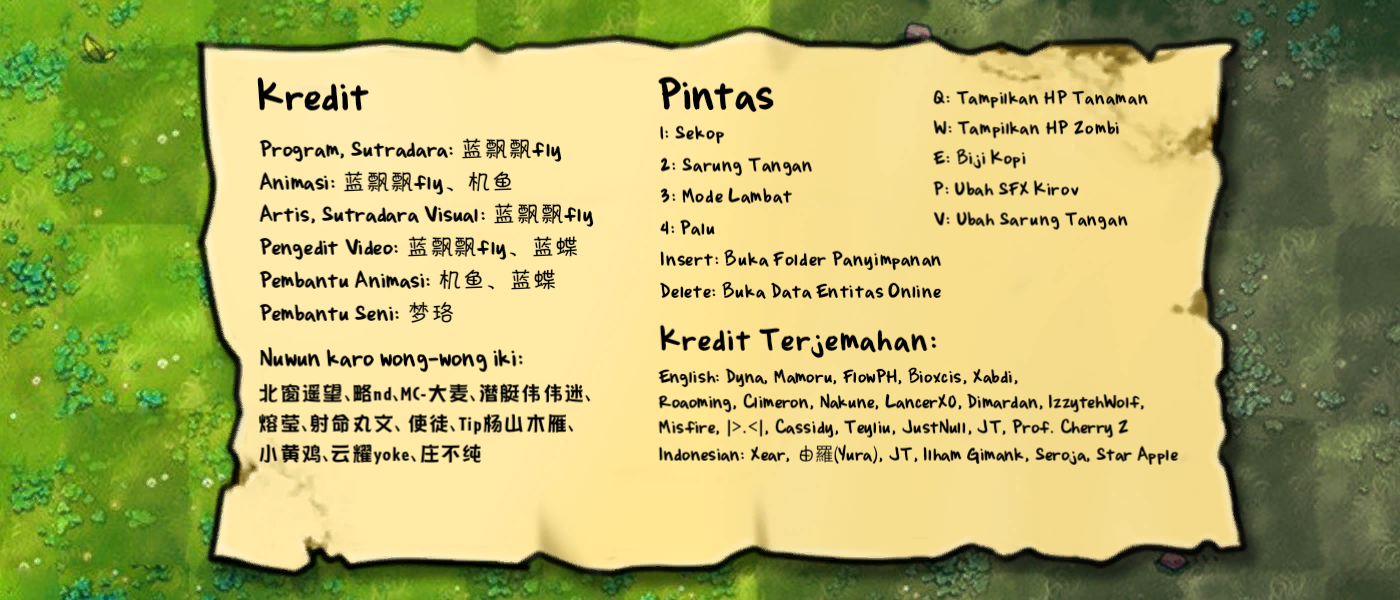 Kredit
Program, Sutradara: 蓝飘飘fly
Animasi: 蓝飘飘fly、机鱼
Artis, Sutradara Visual: 蓝飘飘fly
Pengedit Video: 蓝飘飘fly、蓝蝶
Pembantu Animasi: 机鱼、蓝蝶
Pembantu Seni: 梦珞
Nuwun karo wong-wong iki:
北窗遥望、略nd、MC-大麦、潜艇伟伟迷、
熔莹、射命丸文、使徒、Tip杨山木雁、
小黄鸡、云耀yoke、庄不纯
Pintas
1: Sekop
2: Sarung Tangan
3: Mode Lambat
4: Palu
Insert: Buka Folder Panyimpanan
Delete: Buka Data Entitas Online
Q: Tampilkan HP Tanaman
W: Tampilkan HP Zombi
E: Biji Kopi
P: Ubah SFX Kirov
V: Ubah Sarung Tangan
Kredit Terjemahan:
English: Dyna, Mamoru, FlowPH, Bioxcis, Xabdi,
Roaoming, Climeron, Nakune, LancerXO, Dimardan, IzzytehWolf,
Misfire, |>.<|, Cassidy, Teyliu, JustNull, JT, Prof. Cherry Z
Indonesian: Xear, 由羅(Yura), JT, Ilham Gimank, Seroja, Star Apple